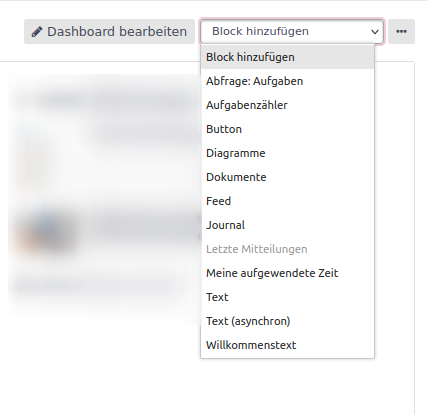 Dashboard bearbeiten
Block hinzufügen
Block hinzufügen
Abfrage: Aufgaben
Aufgabenzähler
Button
Diagramme
Dokumente
Feed
Journal
Letzte Mitteilungen
Meine aufgewendete Zeit
Text
Text (asynchron)
Willkommenstext